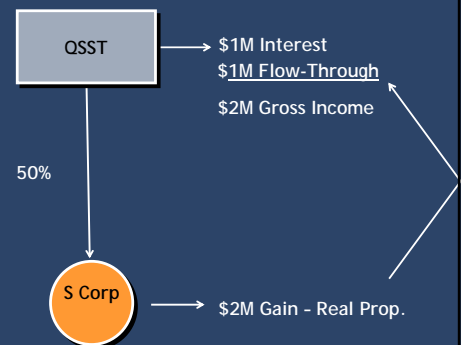 QSST
$1M Interest
$1M Flow-Through
$2M Gross Income
50%
S Corp
$2M Gain - Real Prop.